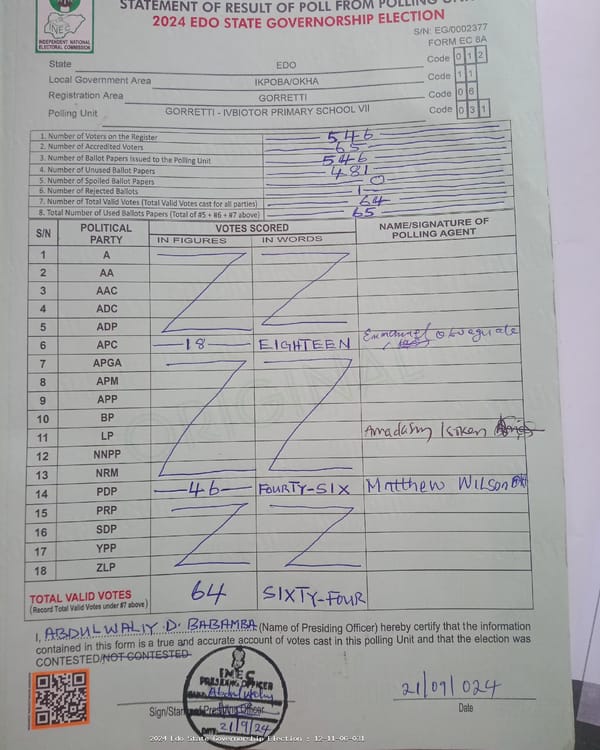 STATEMENT OF RESULT OF POLL FROM POLLING UNIT
2024 EDO STATE GOVERNORSHIP ELECTION
S/N: EG/0002377
FORM EC 8A
INEC
INDEPENDENT NATIONAL ELECTORAL COMMISSION
State EDO Code 0 1 2
Local Government Area IKPOBA/OKHA Code 1 1
Registration Area GORRETTI Code 0 6
Polling Unit GORRETTI - IVBIOTOR PRIMARY SCHOOL VII Code 0 3 1
1. Number of Voters on the Register 546
2. Number of Accredited Voters 65
3. Number of Ballot Papers Issued to the Polling Unit 546
4. Number of Unused Ballot Papers 481
5. Number of Spoiled Ballot Papers 0
6. Number of Rejected Ballots 1
7. Number of Total Valid Votes (Total Valid Votes cast for all parties) 64
8. Total Number of Used Ballots Papers (Total of #5 + #6 + #7 above) 65
S/N POLITICAL PARTY VOTES SCORED NAME/SIGNATURE OF POLLING AGENT
IN FIGURES IN WORDS
1 A
2 AA
3 AAC
4 ADC
5 ADP
6 APC 18 EIGHTEEN
7 APGA
8 APM
9 APP
10 BP
11 LP
12 NNPP
13 NRM
14 PDP 46 FOURTY-SIX Matthew Wilson
15 PRP
16 SDP
17 YPP
18 ZLP
ORIGINAL
TOTAL VALID VOTES 64 SIXTY-FOUR
(Record Total Valid Votes under #7 above)
I, ABDULWALIY D. BABAMBA (Name of Presiding Officer) hereby certify that the information
contained in this form is a true and accurate account of votes cast in this polling Unit and that the election was
CONTESTED/NOT CONTESTED
INEC
PRESIDING OFFICER
Abdulwaliy
DATE 21/9/24
21/09/024
Sign/Stamp of Presiding Officer Date
2024 Edo State Governorship Election : 12-11-06-031